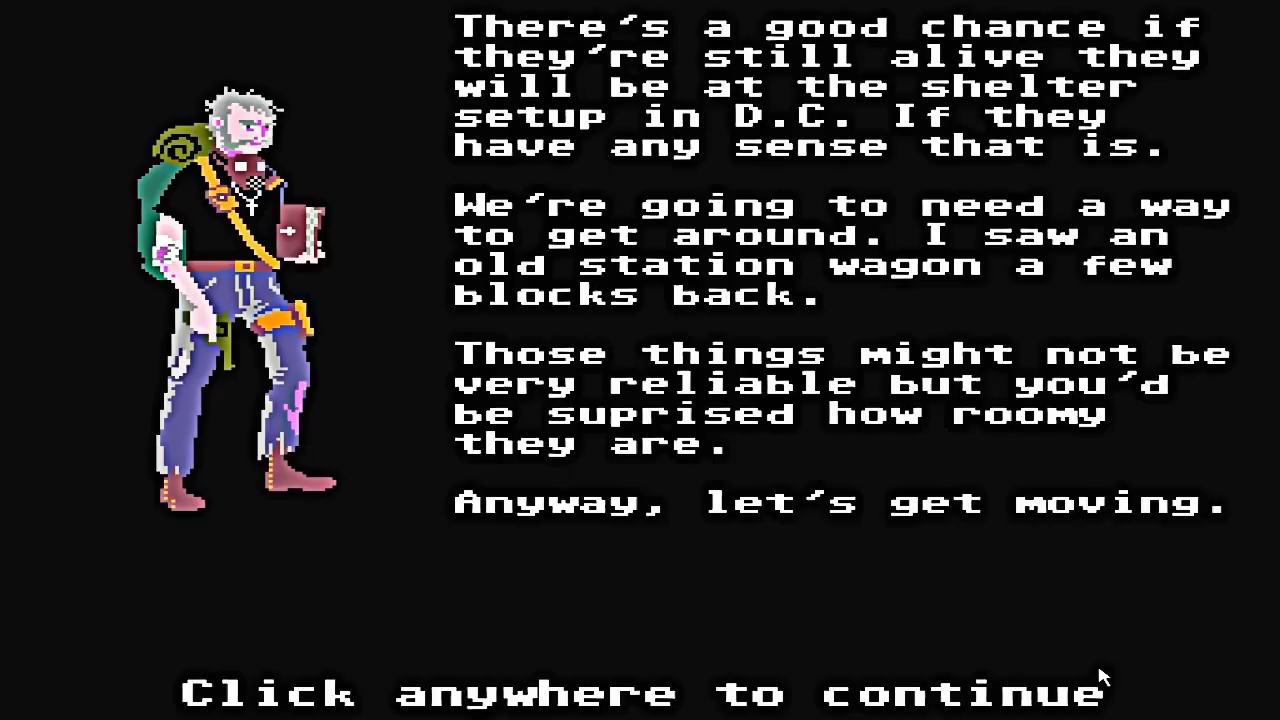 There's a good chance if
they're still alive they
will be at the shelter
setup in D.C. If they
have any sense that is.
We're going to need a way
to get around. I saw an
old station wagon a few
blocks back.
Those things might not be
very reliable but you'd
be suprised how roomy
they are.
Anyway, let's get moving.
Click anywhere to continue